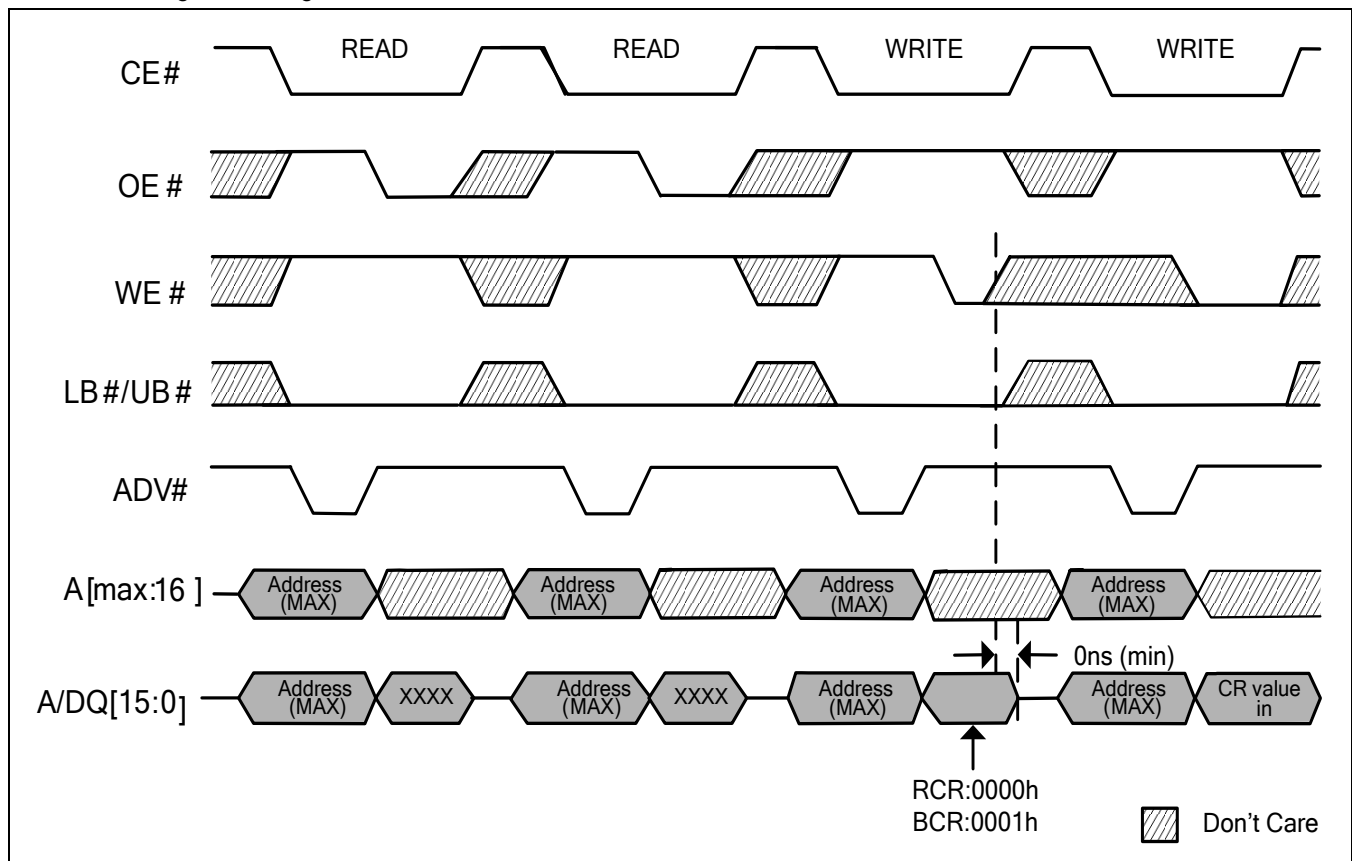 READ READ WRITE WRITE
CE#
OE #
WE #
LB #/UB #
ADV#
A[max:16 ] Address (MAX) Address (MAX) Address (MAX) Address (MAX)
0ns (min)
A/DQ[15:0] Address (MAX) XXXX Address (MAX) XXXX Address (MAX) Address (MAX) CR value in
RCR:0000h
BCR:0001h
Don't Care